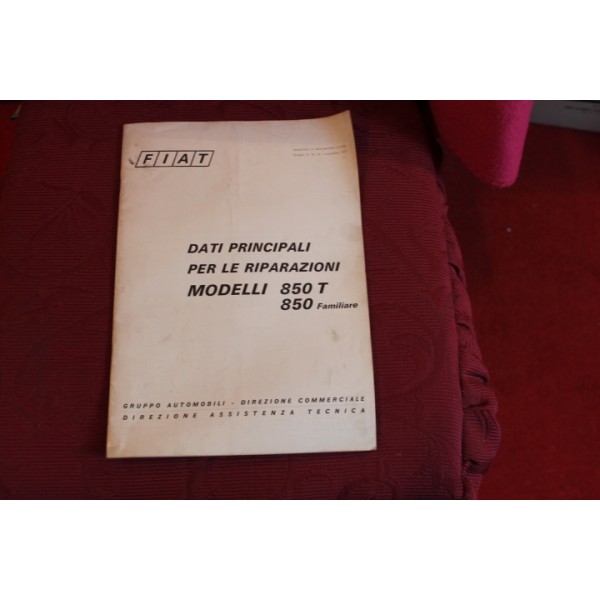 FIAT
DATI PRINCIPALI
PER LE RIPARAZIONI
MODELLI 850 T
850 Familiare
GRUPPO AUTOMOBILI - DIREZIONE COMMERCIALE
DIREZIONE ASSISTENZA TECNICA